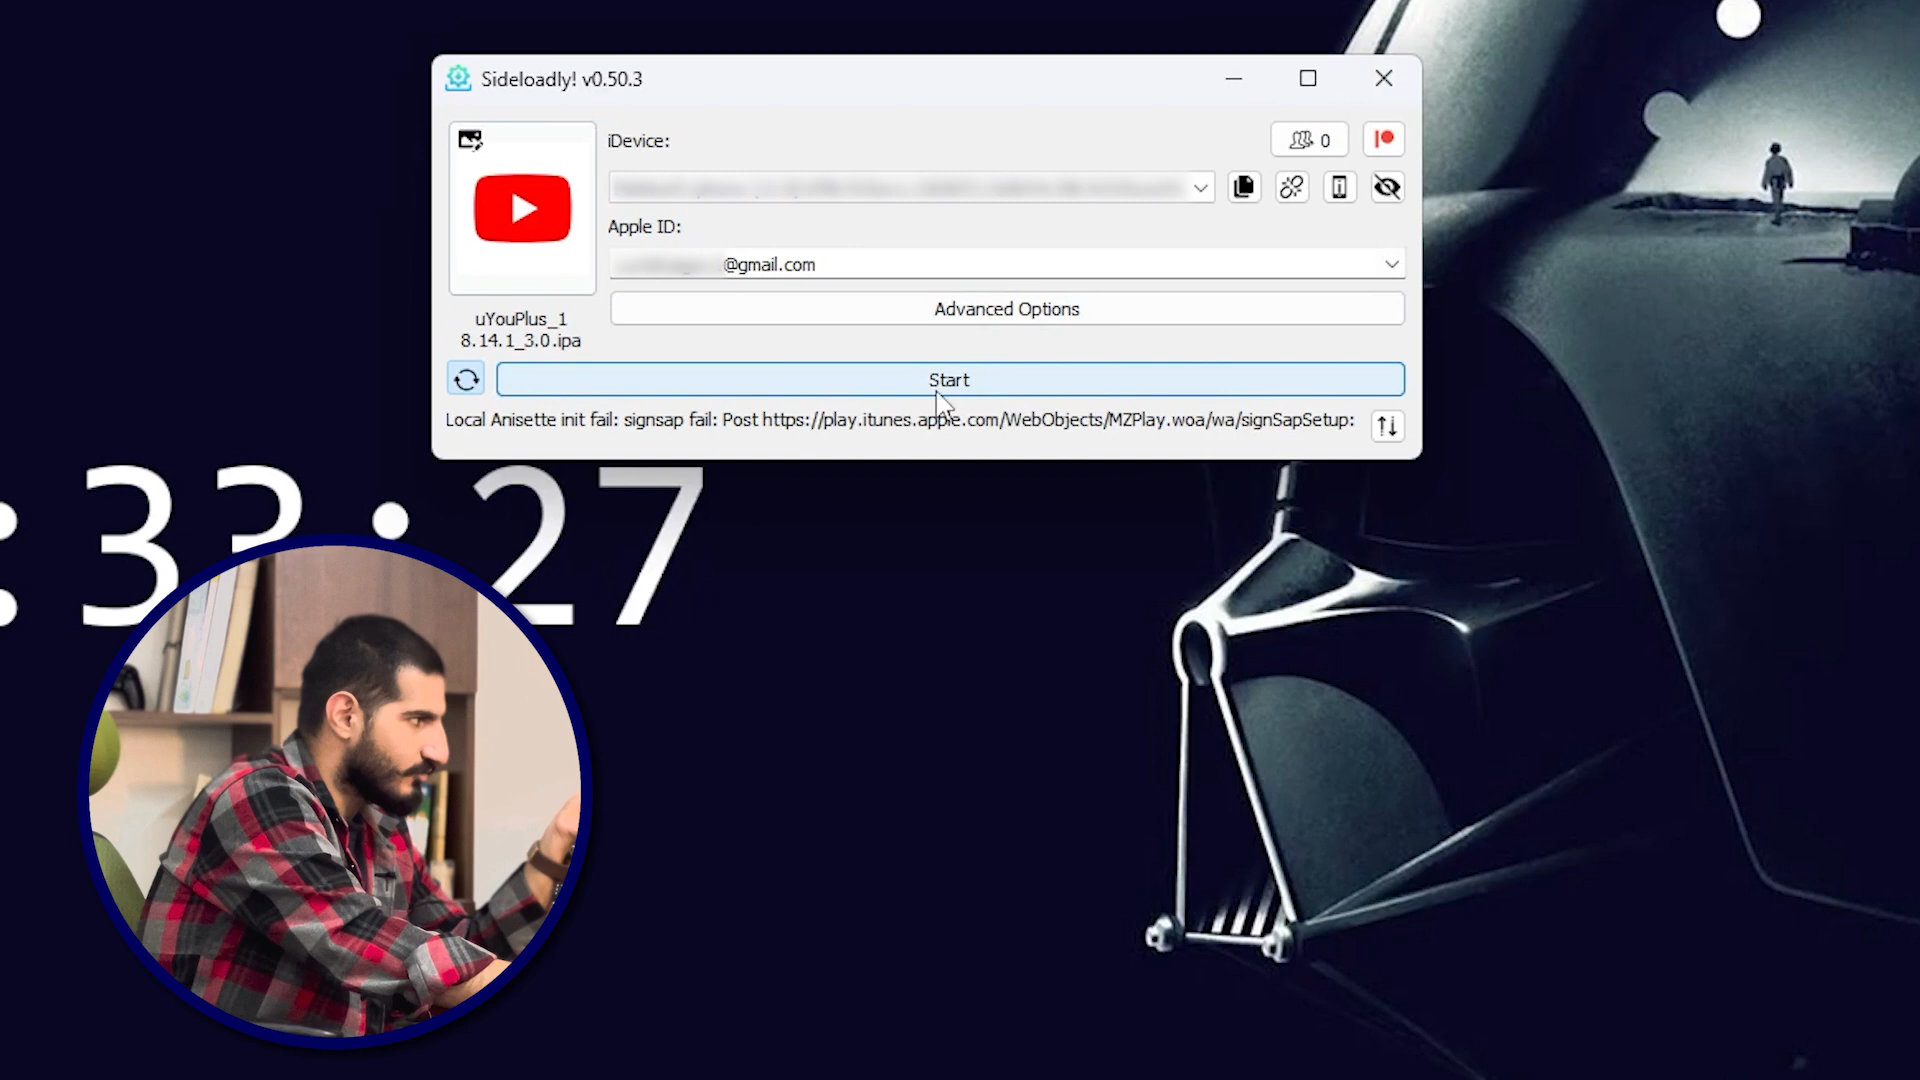 Sideloadly! v0.50.3
iDevice:
0
Apple ID:
@gmail.com
Advanced Options
uYouPlus_1
8.14.1_3.0.ipa
Start
Local Anisette init fail: signsap fail: Post https://play.itunes.apple.com/WebObjects/MZPlay.woa/wa/signSapSetup:
:33:27